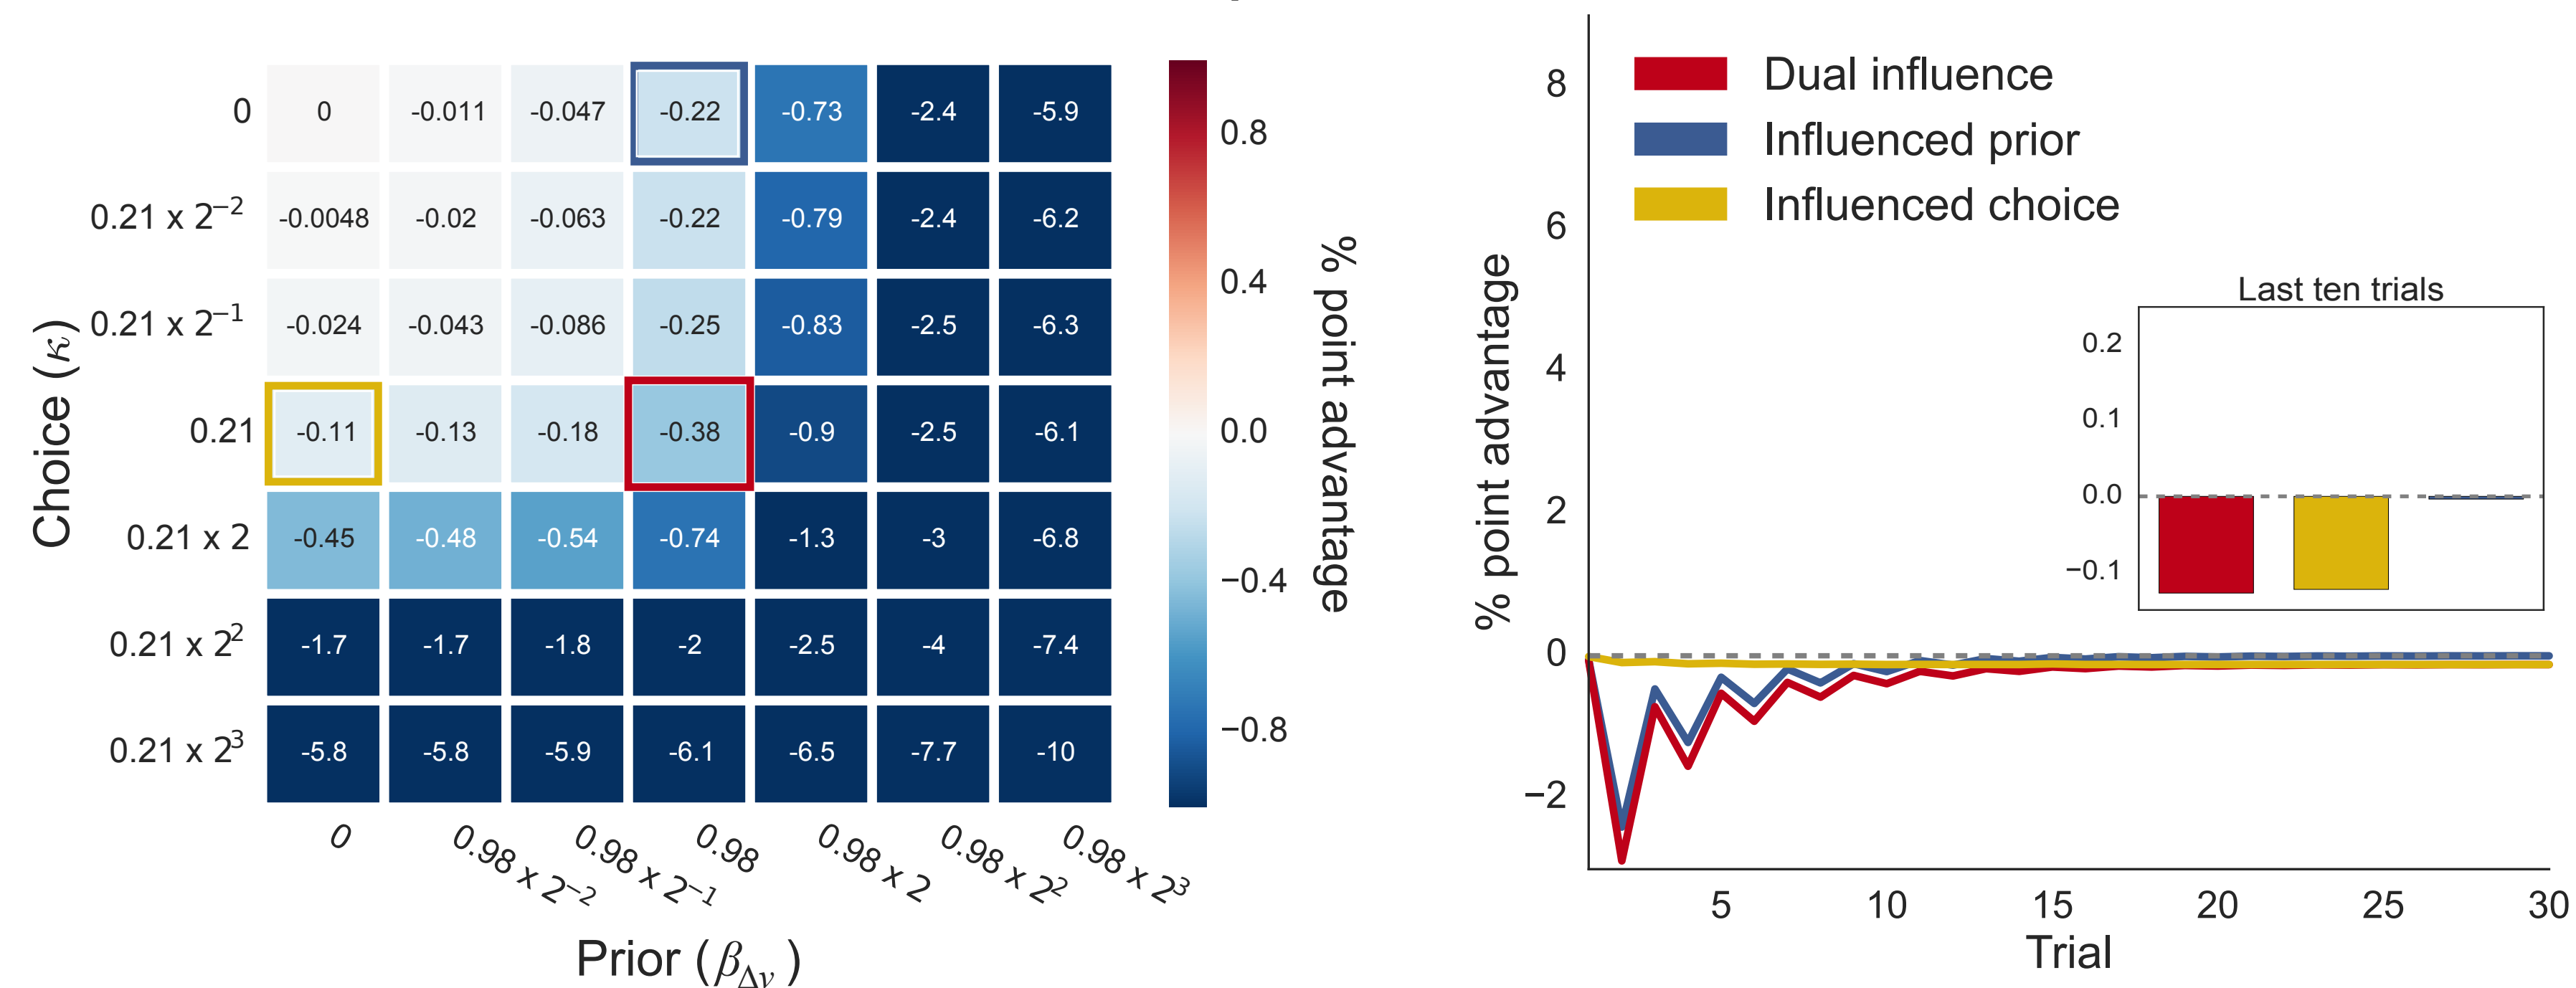 0 0 -0.011 -0.047 -0.22 -0.73 -2.4 -5.9
0.21 x 2⁻² -0.0048 -0.02 -0.063 -0.22 -0.79 -2.4 -6.2
0.21 x 2⁻¹ -0.024 -0.043 -0.086 -0.25 -0.83 -2.5 -6.3
0.21 -0.11 -0.13 -0.18 -0.38 -0.9 -2.5 -6.1
0.21 x 2 -0.45 -0.48 -0.54 -0.74 -1.3 -3 -6.8
0.21 x 2² -1.7 -1.7 -1.8 -2 -2.5 -4 -7.4
0.21 x 2³ -5.8 -5.8 -5.9 -6.1 -6.5 -7.7 -10
Choice (κ)
0 0.98 x 2⁻² 0.98 x 2⁻¹ 0.98 0.98 x 2 0.98 x 2² 0.98 x 2³
Prior (β_Δv)
0.8
0.4
0.0
−0.4
−0.8
% point advantage
% point advantage
8
6
4
2
0
−2
Dual influence
Influenced prior
Influenced choice
Last ten trials
0.2
0.1
0.0
−0.1
5 10 15 20 25 30
Trial